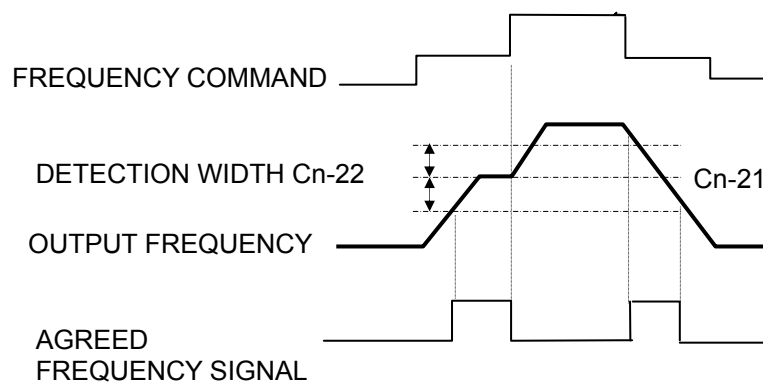 FREQUENCY COMMAND
DETECTION WIDTH Cn-22
Cn-21
OUTPUT FREQUENCY
AGREED
FREQUENCY SIGNAL